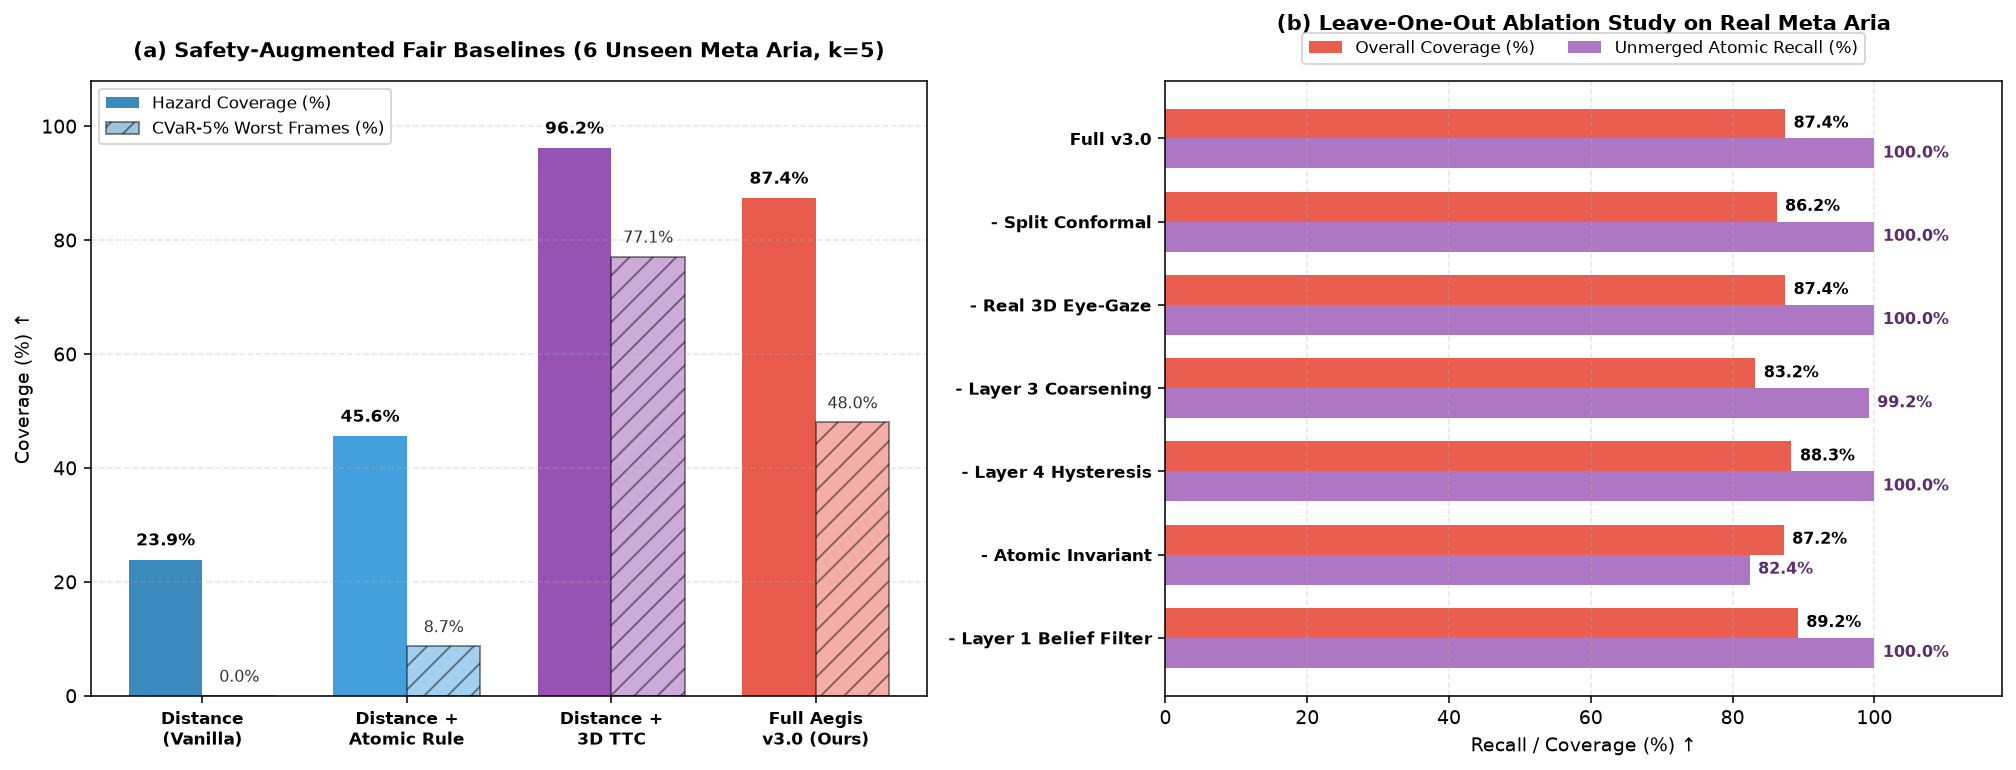 (a) Safety-Augmented Fair Baselines (6 Unseen Meta Aria, k=5)
Hazard Coverage (%)
CVaR-5% Worst Frames (%)
Coverage (%) ↑
100
80
60
40
20
0
23.9%
0.0%
45.6%
8.7%
96.2%
77.1%
87.4%
48.0%
Distance
(Vanilla)
Distance +
Atomic Rule
Distance +
3D TTC
Full Aegis
v3.0 (Ours)
(b) Leave-One-Out Ablation Study on Real Meta Aria
Overall Coverage (%)
Unmerged Atomic Recall (%)
Full v3.0
87.4%
100.0%
- Split Conformal
86.2%
100.0%
- Real 3D Eye-Gaze
87.4%
100.0%
- Layer 3 Coarsening
83.2%
99.2%
- Layer 4 Hysteresis
88.3%
100.0%
- Atomic Invariant
87.2%
82.4%
- Layer 1 Belief Filter
89.2%
100.0%
0
20
40
60
80
100
Recall / Coverage (%) ↑